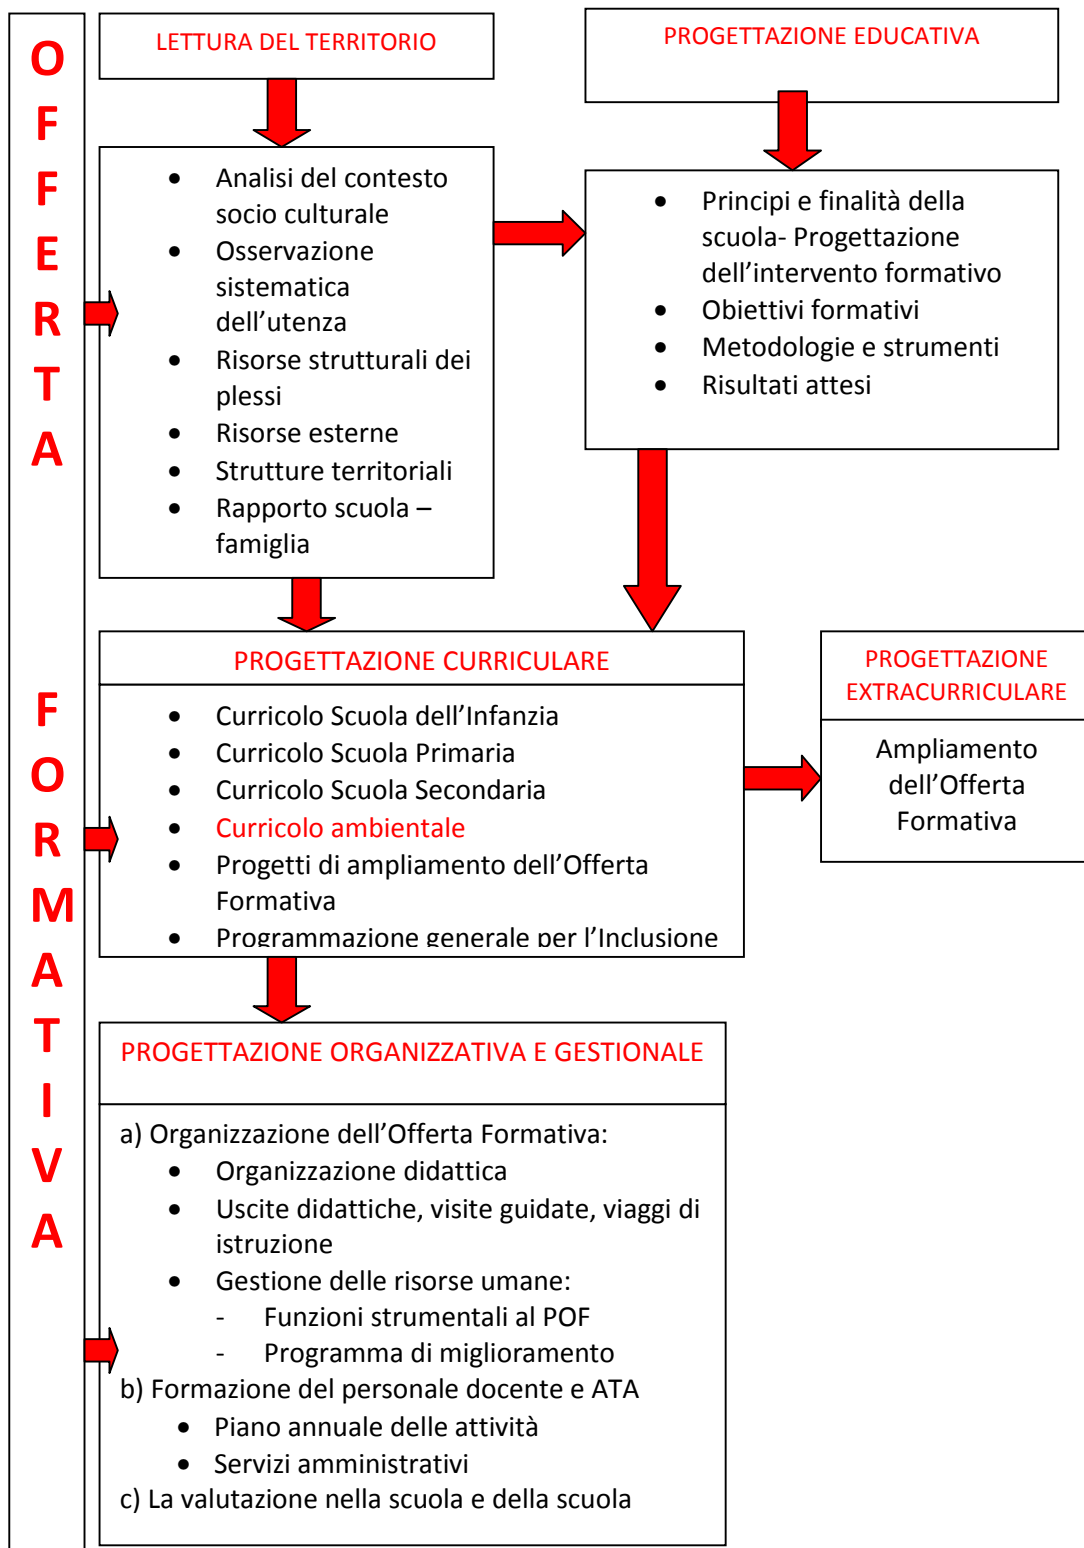 OFFERTA
FORMATIVA
LETTURA DEL TERRITORIO
PROGETTAZIONE EDUCATIVA
• Analisi del contesto
socio culturale
• Osservazione
sistematica
dell’utenza
• Risorse strutturali dei
plessi
• Risorse esterne
• Strutture territoriali
• Rapporto scuola –
famiglia
• Principi e finalità della
scuola- Progettazione
dell’intervento formativo
• Obiettivi formativi
• Metodologie e strumenti
• Risultati attesi
PROGETTAZIONE CURRICULARE
• Curricolo Scuola dell’Infanzia
• Curricolo Scuola Primaria
• Curricolo Scuola Secondaria
• Curricolo ambientale
• Progetti di ampliamento dell’Offerta
Formativa
• Programmazione generale per l’Inclusione
PROGETTAZIONE
EXTRACURRICULARE
Ampliamento
dell’Offerta
Formativa
PROGETTAZIONE ORGANIZZATIVA E GESTIONALE
a) Organizzazione dell’Offerta Formativa:
• Organizzazione didattica
• Uscite didattiche, visite guidate, viaggi di
istruzione
• Gestione delle risorse umane:
- Funzioni strumentali al POF
- Programma di miglioramento
b) Formazione del personale docente e ATA
• Piano annuale delle attività
• Servizi amministrativi
c) La valutazione nella scuola e della scuola